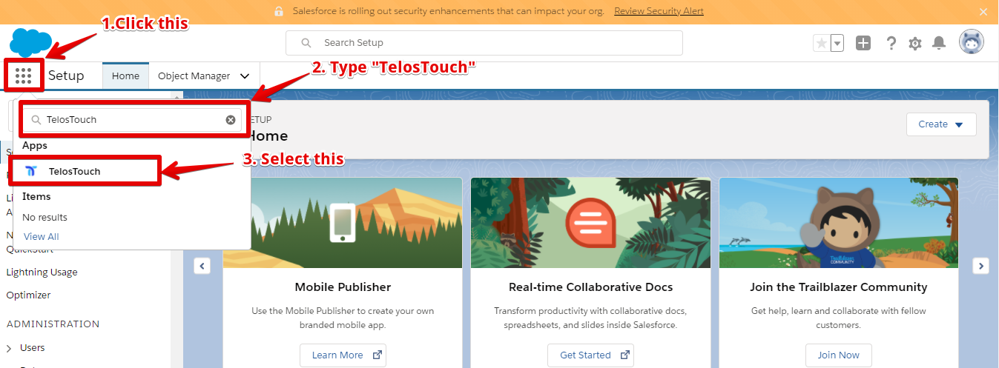 Salesforce is rolling out security enhancements that can impact your org. Review Security Alert
1.Click this
Search Setup
Setup
Home
Object Manager
2. Type "TelosTouch"
TelosTouch
ETUP
Home
Create
Apps
TelosTouch
3. Select this
Items
No results
View All
QuickStart
Lightning Usage
Optimizer
ADMINISTRATION
Users
TRAILBLAZER
COMMUNITY
Mobile Publisher
Use the Mobile Publisher to create your own
branded mobile app.
Learn More
Real-time Collaborative Docs
Transform productivity with collaborative docs,
spreadsheets, and slides inside Salesforce.
Get Started
Join the Trailblazer Community
Get help, learn and collaborate with fellow
customers.
Join Now